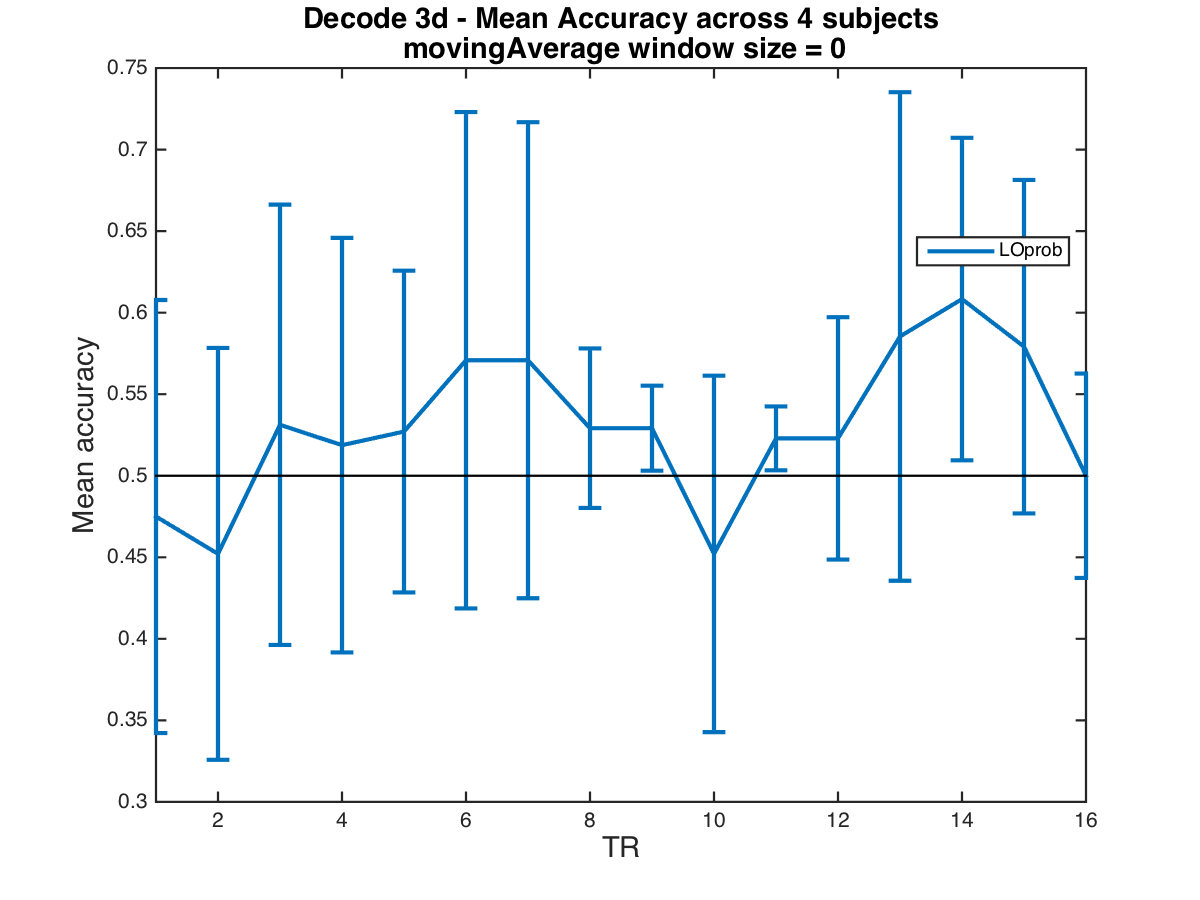 Decode 3d - Mean Accuracy across 4 subjects
movingAverage window size = 0
0.75
0.7
0.65
0.6
0.55
0.5
0.45
0.4
0.35
0.3
Mean accuracy
LOprob
2 4 6 8 10 12 14 16
TR